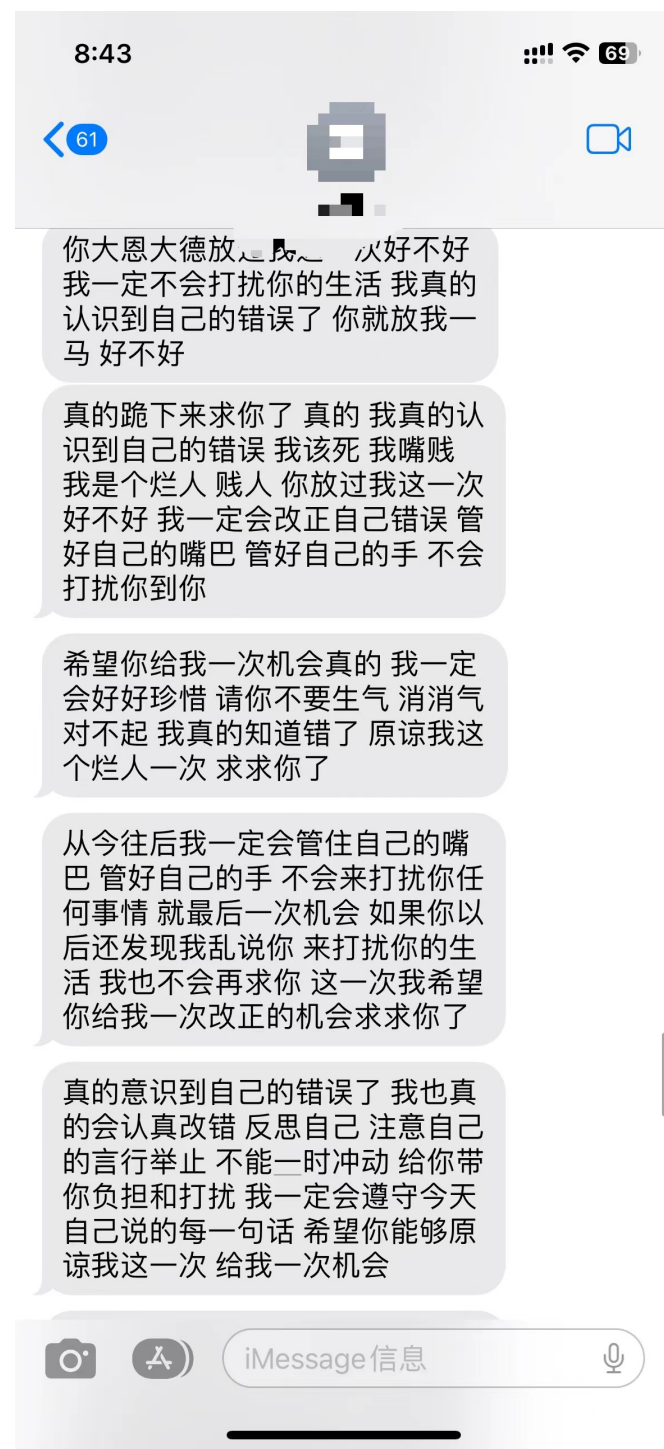 8:43
69
61
你大恩大德放 次好不好
我一定不会打扰你的生活 我真的
认识到自己的错误了 你就放我一
马 好不好
真的跪下来求你了 真的 我真的认
识到自己的错误 我该死 我嘴贱
我是个烂人 贱人 你放过我这一次
好不好 我一定会改正自己错误 管
好自己的嘴巴 管好自己的手 不会
打扰你到你
希望你给我一次机会真的 我一定
会好好珍惜 请你不要生气 消消气
对不起 我真的知道错了 原谅我这
个烂人一次 求求你了
从今往后我一定会管住自己的嘴
巴 管好自己的手 不会来打扰你任
何事情 就最后一次机会 如果你以
后还发现我乱说你 来打扰你的生
活 我也不会再求你 这一次我希望
你给我一次改正的机会求求你了
真的意识到自己的错误了 我也真
的会认真改错 反思自己 注意自己
的言行举止 不能一时冲动 给你带
你负担和打扰 我一定会遵守今天
自己说的每一句话 希望你能够原
谅我这一次 给我一次机会
iMessage信息